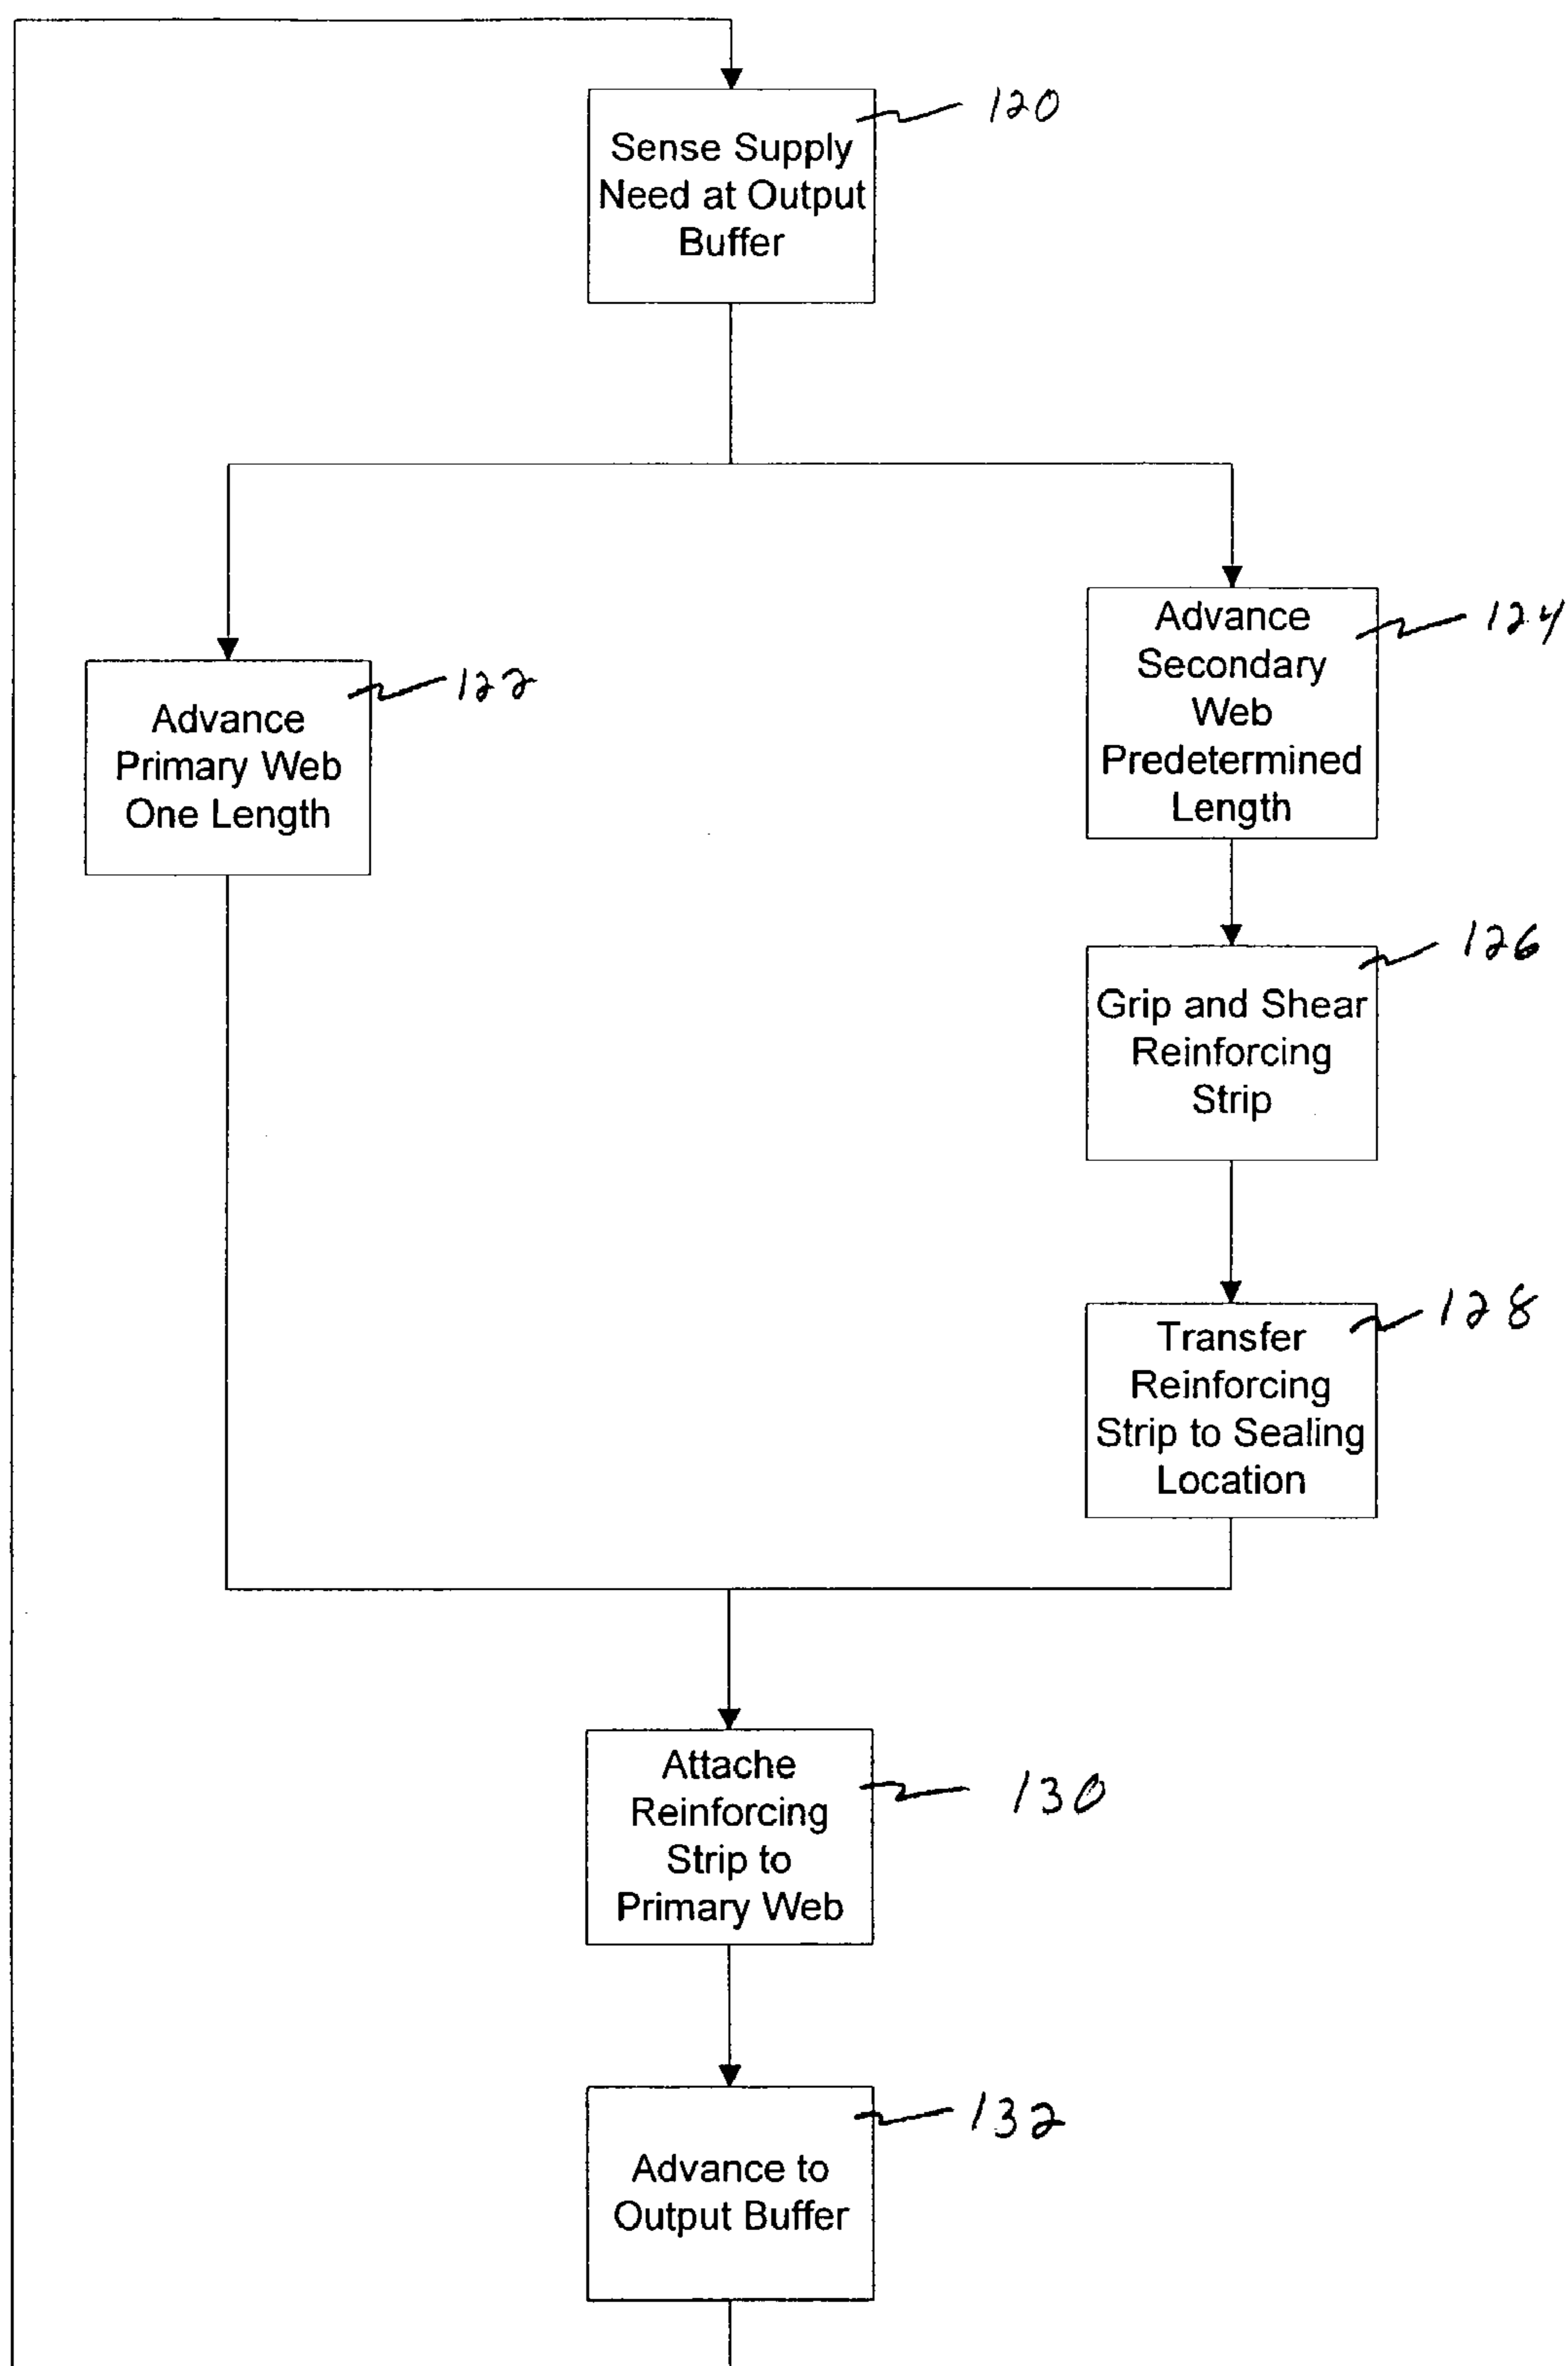 120
Sense Supply
Need at Output
Buffer
122
Advance
Primary Web
One Length
124
Advance
Secondary
Web
Predetermined
Length
126
Grip and Shear
Reinforcing
Strip
128
Transfer
Reinforcing
Strip to Sealing
Location
130
Attache
Reinforcing
Strip to
Primary Web
132
Advance to
Output Buffer